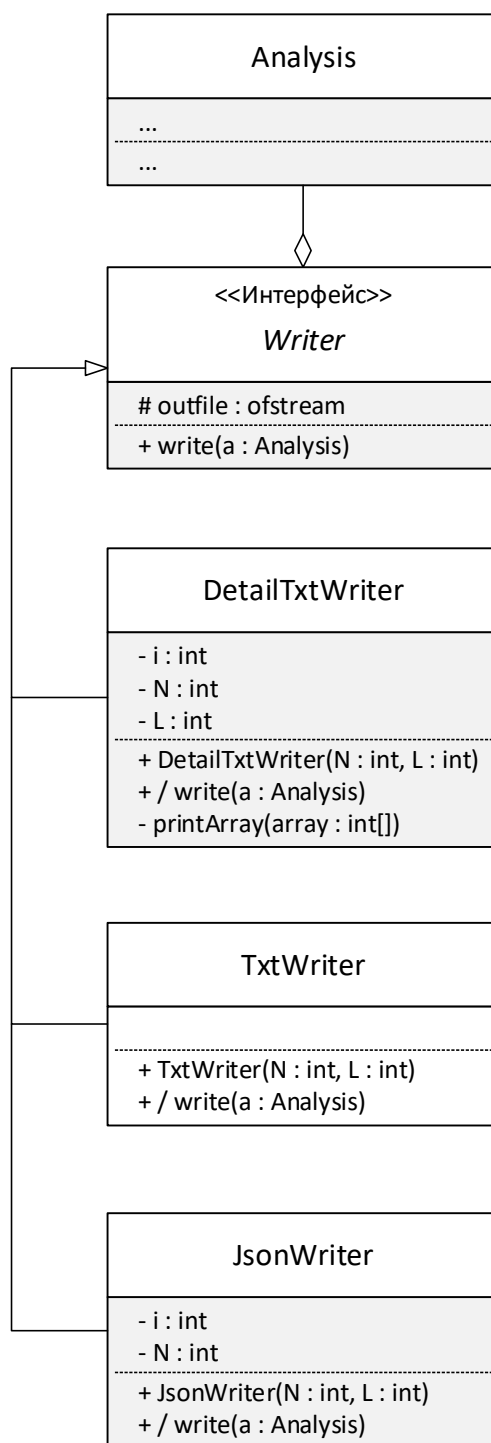 Analysis
...
...
<<Интерфейс>>
Writer
# outfile : ofstream
+ write(a : Analysis)
DetailTxtWriter
- i : int
- N : int
- L : int
+ DetailTxtWriter(N : int, L : int)
+ / write(a : Analysis)
- printArray(array : int[])
TxtWriter
+ TxtWriter(N : int, L : int)
+ / write(a : Analysis)
JsonWriter
- i : int
- N : int
+ JsonWriter(N : int, L : int)
+ / write(a : Analysis)